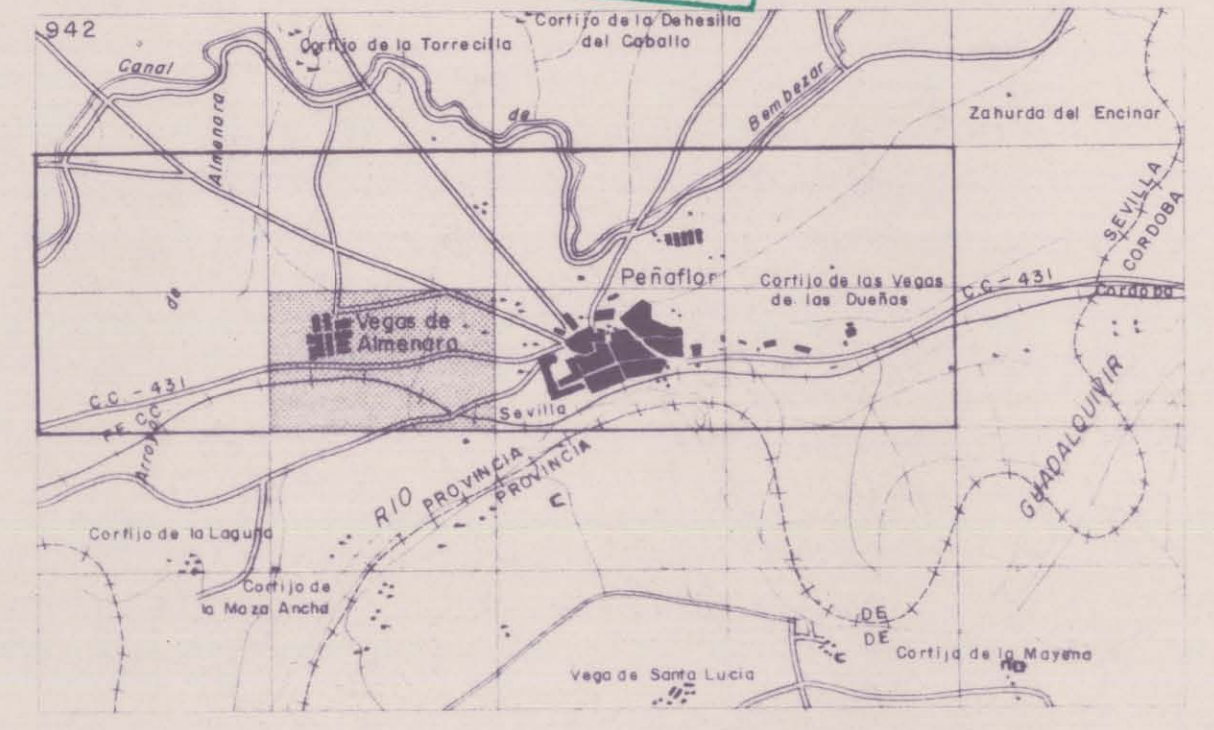 942
Cortijo de la Dehesilla
del Caballo
Cortijo de la Torrecilla
Canal
de
Bembezar
Almenara
Zahurda del Encinar
SEVILLA
CORDOBA
Peñaflor
Cortijo de las Vegas
de las Dueñas
CC-431
Cordoba
de
Vegas de
Almenara
CC-431
FF.CC
Sevilla
Arroyo
RIO
PROVINCIA
PROVINCIA
GUADALQUIVIR
Cortijo de la Laguna
Cortijo de
la Maza Ancha
DE
DE
Cortijo de la Mayena
Vega de Santa Lucia